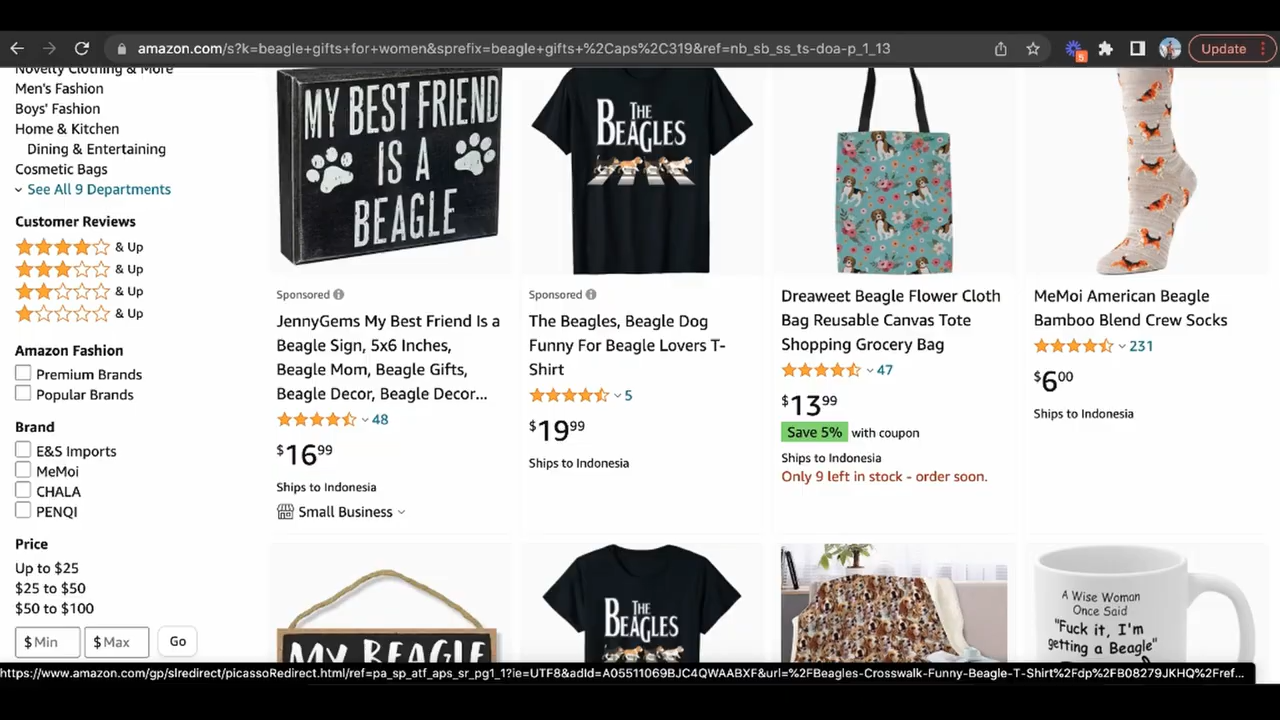 amazon.com/s?k=beagle+gifts+for+women&sprefix=beagle+gifts+%2Caps%2C319&ref=nb_sb_ss_ts-doa-p_1_13
5
Update
Novelty Clothing & More
Men's Fashion
Boys' Fashion
Home & Kitchen
Dining & Entertaining
Cosmetic Bags
See All 9 Departments
Customer Reviews
& Up
& Up
& Up
& Up
Amazon Fashion
Premium Brands
Popular Brands
Brand
E&S Imports
MeMoi
CHALA
PENQI
Price
Up to $25
$25 to $50
$50 to $100
$ Min
$ Max
Go
MY BEST FRIEND
IS A
BEAGLE
Sponsored
JennyGems My Best Friend Is a
Beagle Sign, 5x6 Inches,
Beagle Mom, Beagle Gifts,
Beagle Decor, Beagle Decor...
48
$1699
Ships to Indonesia
Small Business
THE
BEAGLES
Sponsored
The Beagles, Beagle Dog
Funny For Beagle Lovers T-
Shirt
5
$1999
Ships to Indonesia
Dreaweet Beagle Flower Cloth
Bag Reusable Canvas Tote
Shopping Grocery Bag
47
$1399
Save 5% with coupon
Ships to Indonesia
Only 9 left in stock - order soon.
MeMoi American Beagle
Bamboo Blend Crew Socks
231
$600
Ships to Indonesia
MY BEAGLE
THE
BEAGLES
A Wise Woman
Once Said
"Fuck it, I'm
getting a Beagle"
https://www.amazon.com/gp/slredirect/picassoRedirect.html/ref=pa_sp_atf_aps_sr_pg1_1?ie=UTF8&adId=A05511069BJC4QWAABXF&url=%2FBeagles-Crosswalk-Funny-Beagle-T-Shirt%2Fdp%2FB08279JKHQ%2Fref...